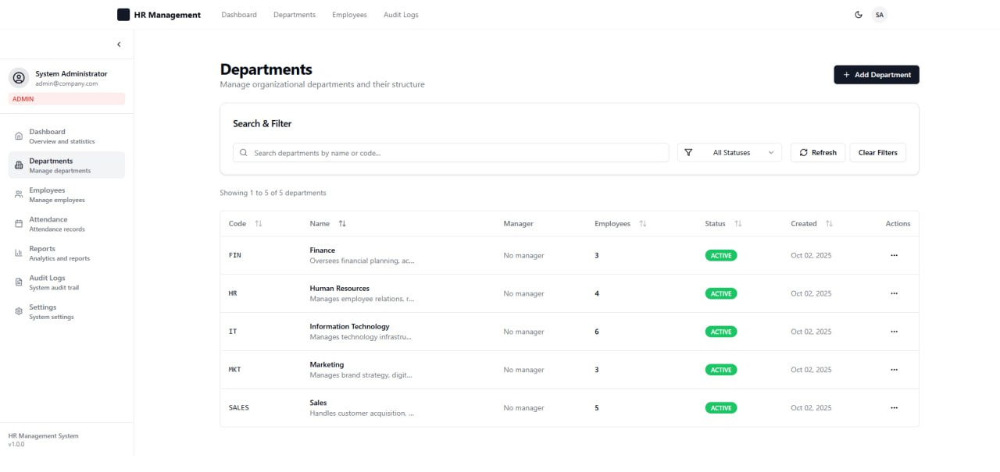 HR Management Dashboard Departments Employees Audit Logs SA
System Administrator
admin@company.com
ADMIN
Dashboard
Overview and statistics
Departments
Manage departments
Employees
Manage employees
Attendance
Attendance records
Reports
Analytics and reports
Audit Logs
System audit trail
Settings
System settings
HR Management System
v1.0.0
Departments
Manage organizational departments and their structure
+ Add Department
Search & Filter
Search departments by name or code... All Statuses Refresh Clear Filters
Showing 1 to 5 of 5 departments
Code Name Manager Employees Status Created Actions
FIN Finance No manager 3 ACTIVE Oct 02, 2025 ...
Oversees financial planning, ac...
HR Human Resources No manager 4 ACTIVE Oct 02, 2025 ...
Manages employee relations, r...
IT Information Technology No manager 6 ACTIVE Oct 02, 2025 ...
Manages technology infrastru...
MKT Marketing No manager 3 ACTIVE Oct 02, 2025 ...
Manages brand strategy, digit...
SALES Sales No manager 5 ACTIVE Oct 02, 2025 ...
Handles customer acquisition, ...